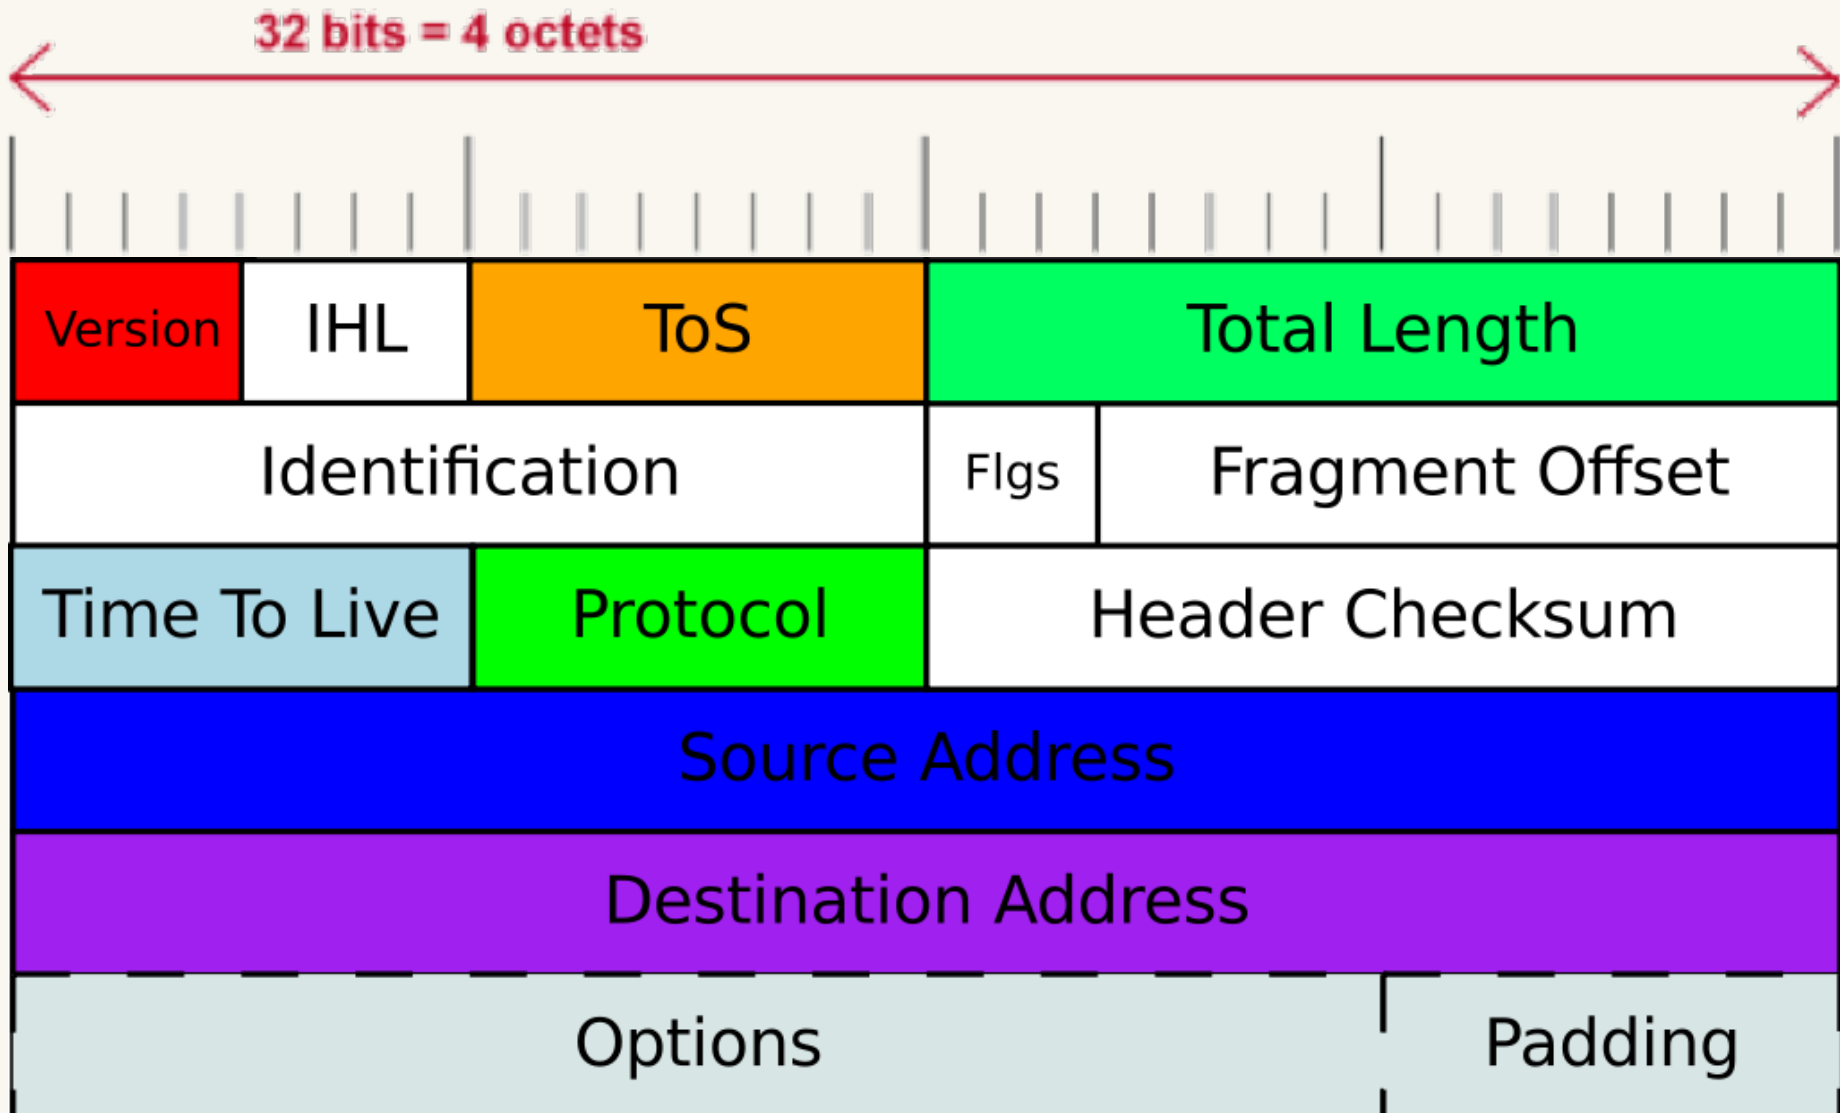 32 bits = 4 octets
Version IHL ToS Total Length
Identification Flgs Fragment Offset
Time To Live Protocol Header Checksum
Source Address
Destination Address
Options Padding